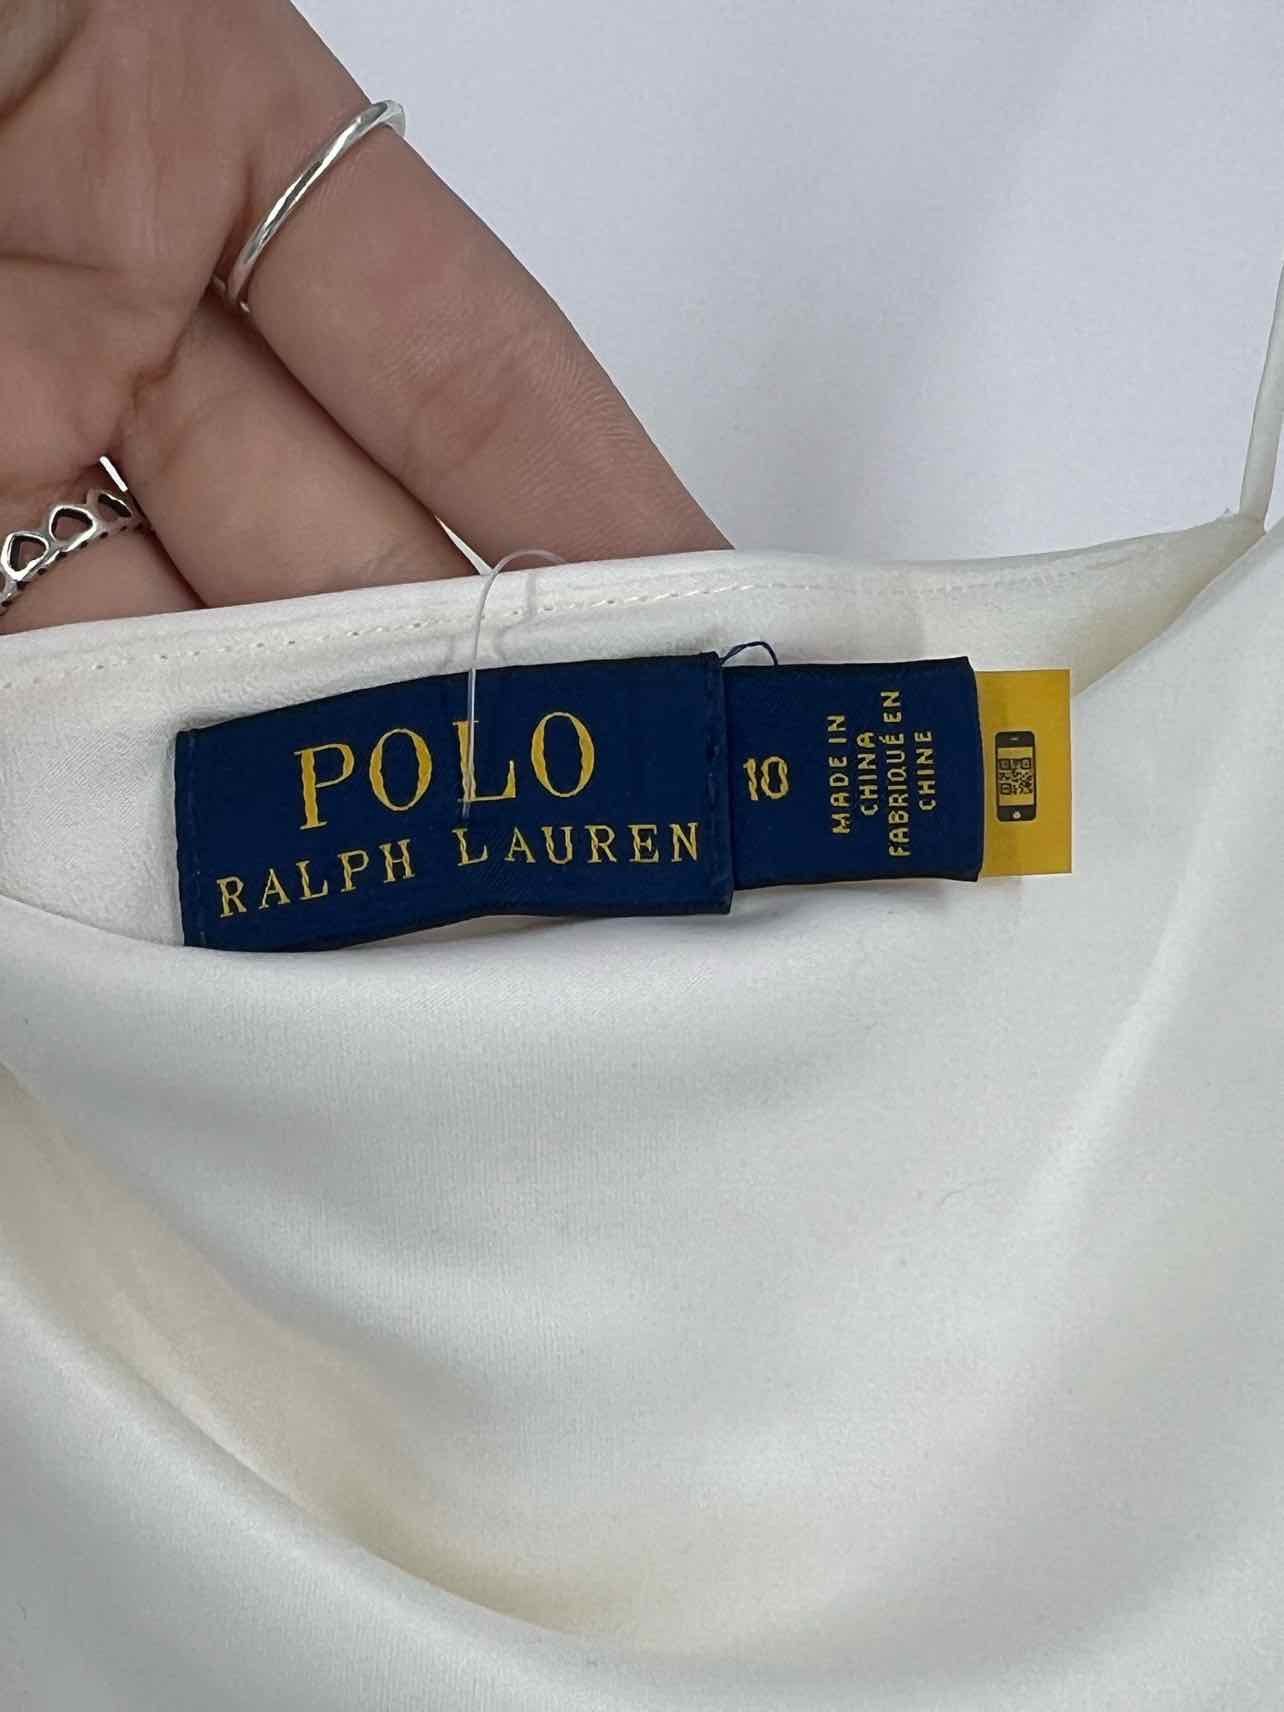 POLO
RALPH LAUREN
10
MADE IN
CHINA
FABRIQUÉ EN
CHINE